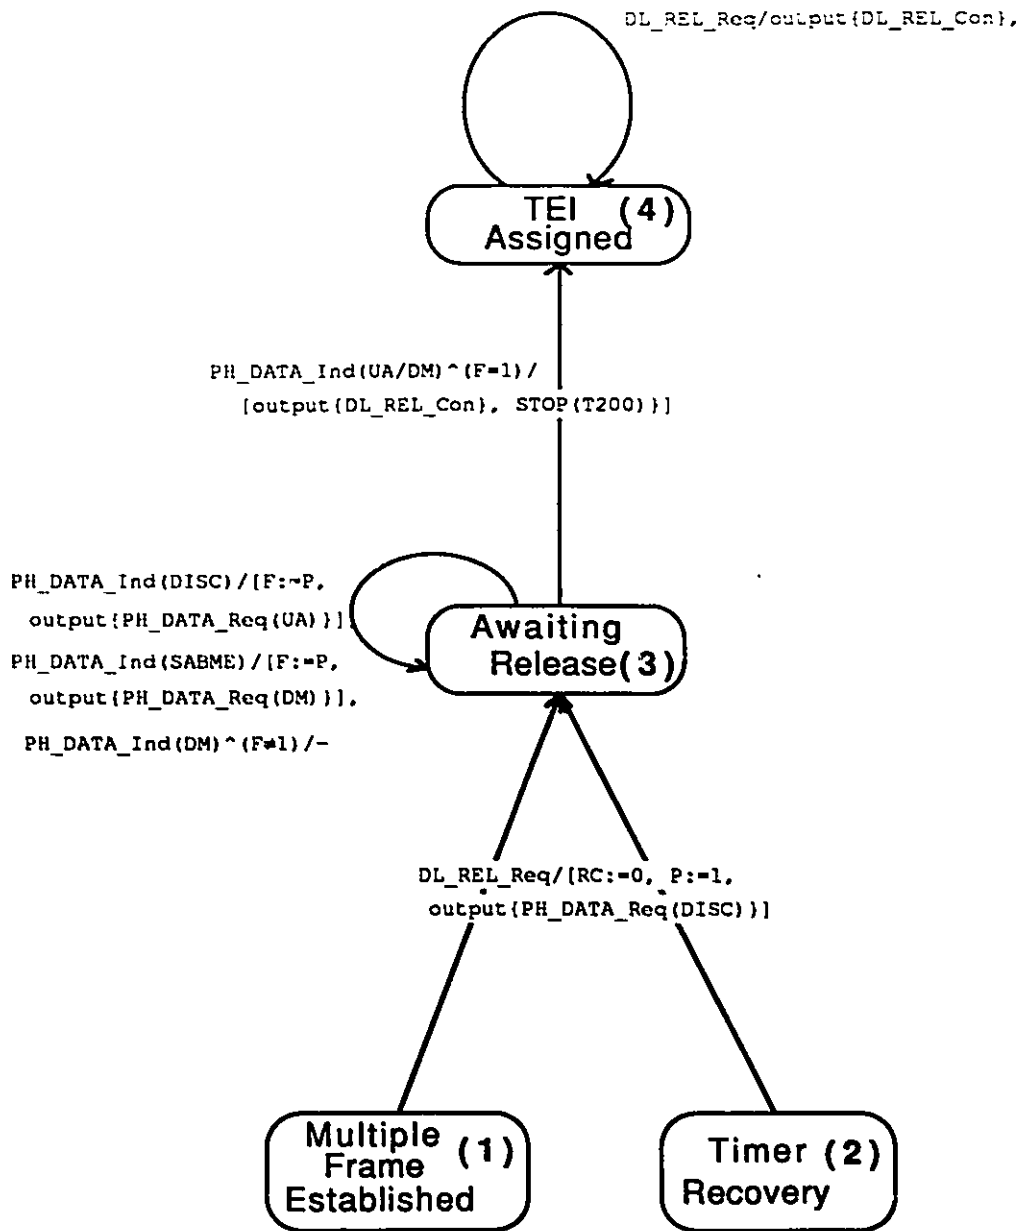 DL_REL_Req/output{DL_REL_Con},
TEI (4)
Assigned
PH_DATA_Ind(UA/DM)^(F=1)/
[output{DL_REL_Con}, STOP(T200)}]
PH_DATA_Ind(DISC)/[F:=P,
output{PH_DATA_Req(UA)}]
PH_DATA_Ind(SABME)/[F:=P,
output{PH_DATA_Req(DM)}],
PH_DATA_Ind(DM)^(F≠1)/-
Awaiting
Release(3)
DL_REL_Req/[RC:=0, P:=1,
output{PH_DATA_Req(DISC)}]
Multiple (1)
Frame
Established
Timer (2)
Recovery